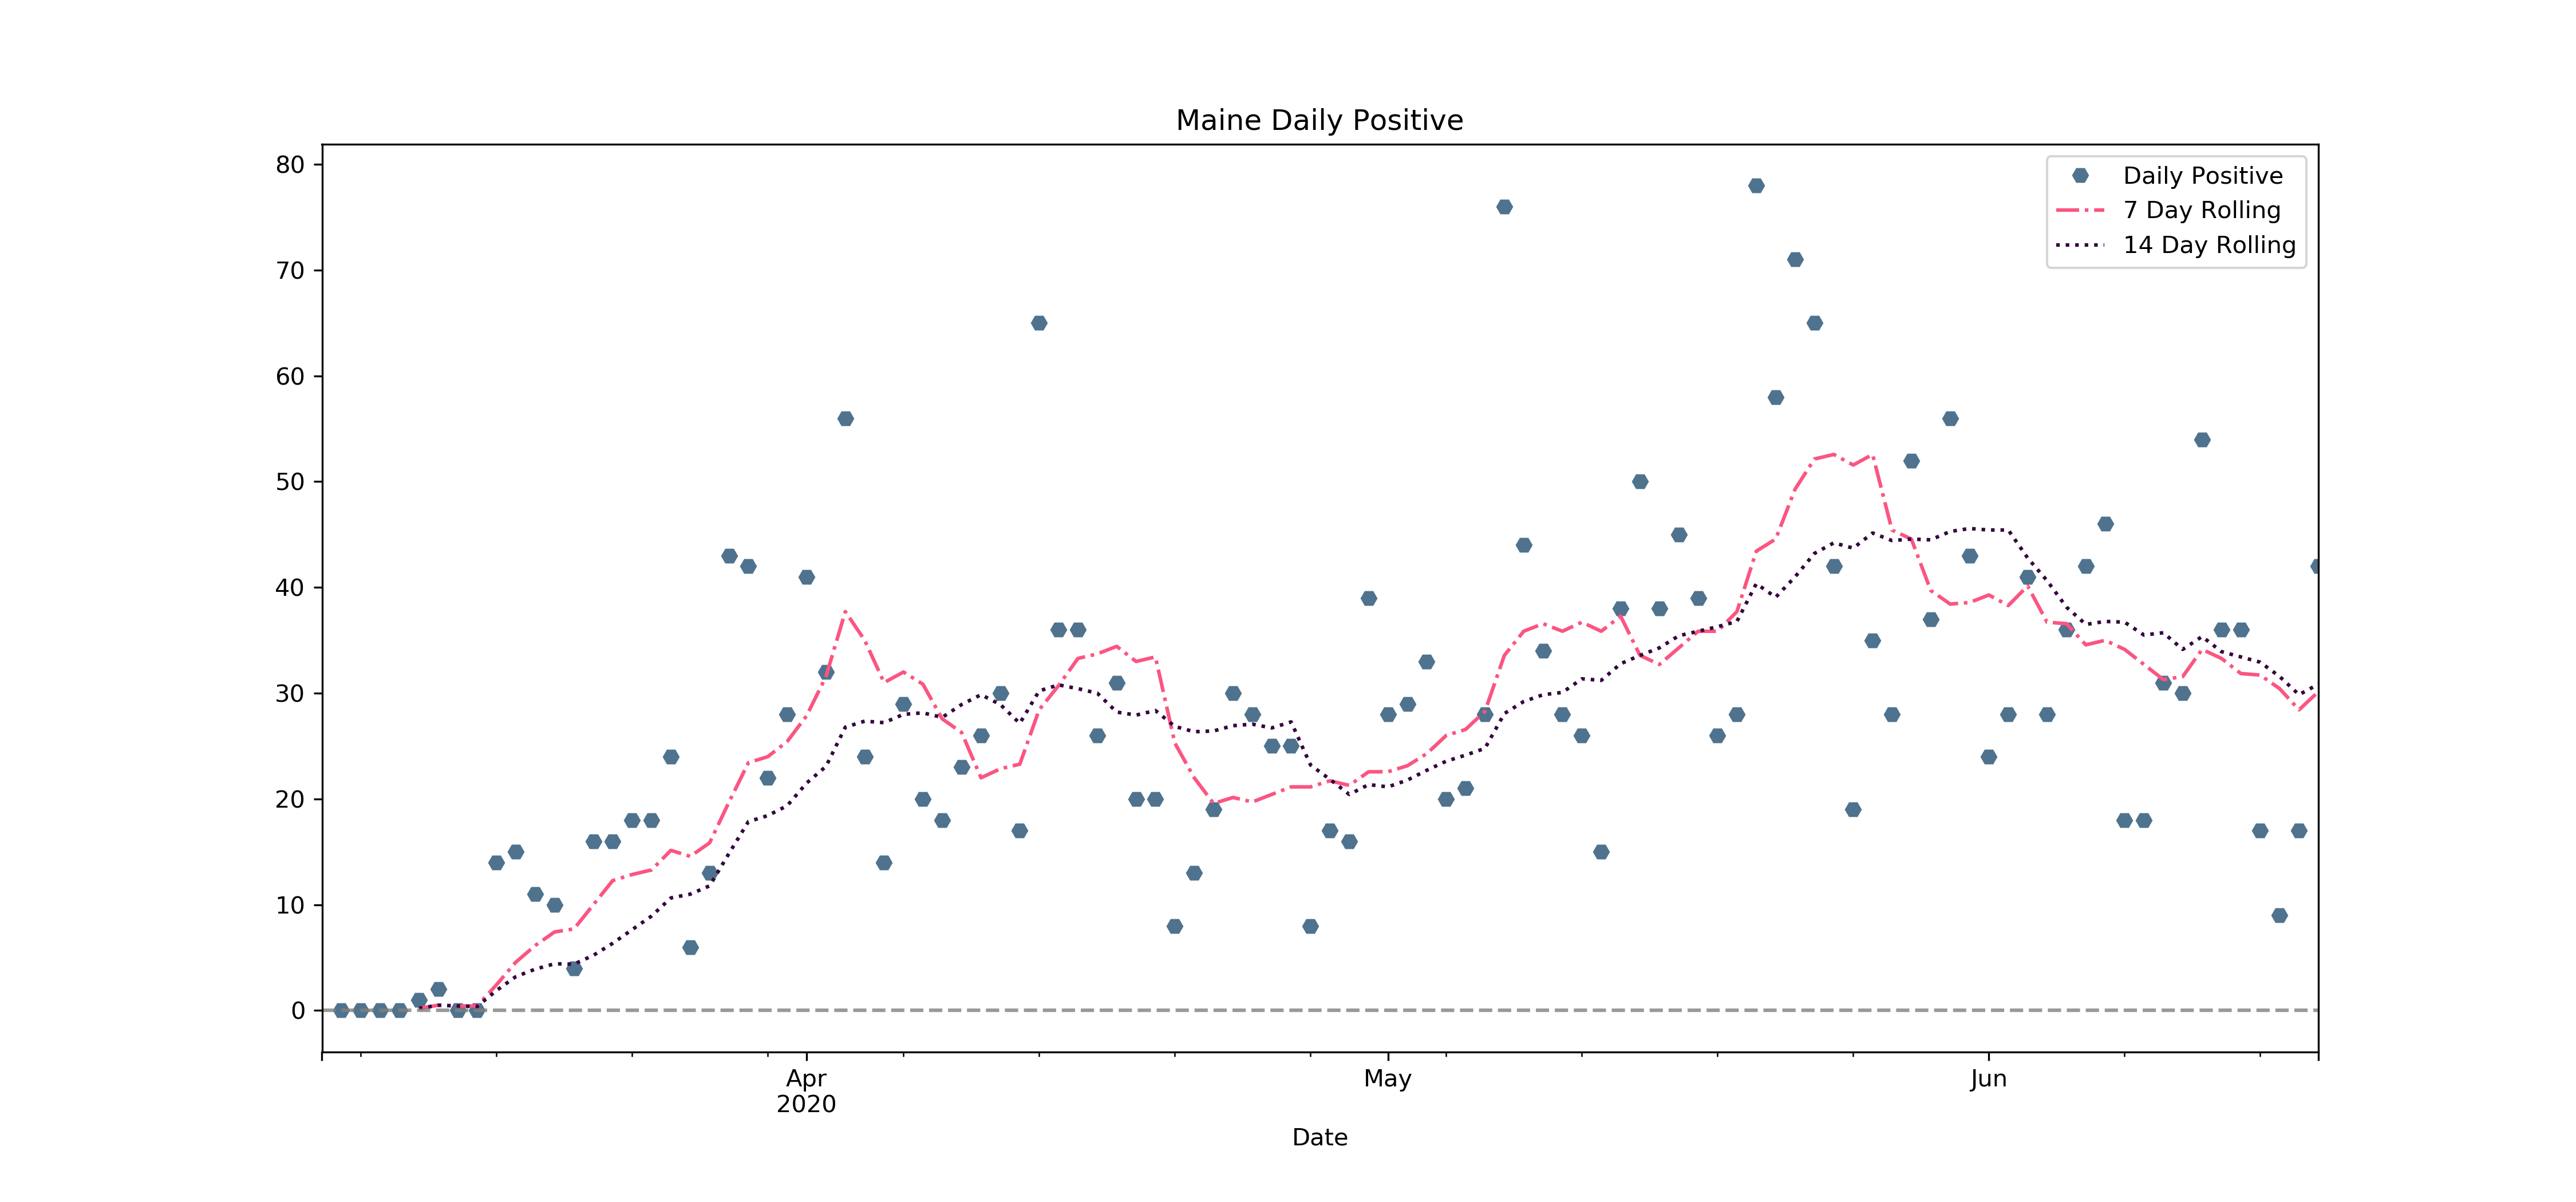 Maine Daily Positive
80
70
60
50
40
30
20
10
0
Daily Positive
7 Day Rolling
14 Day Rolling
Apr
2020
May
Jun
Date